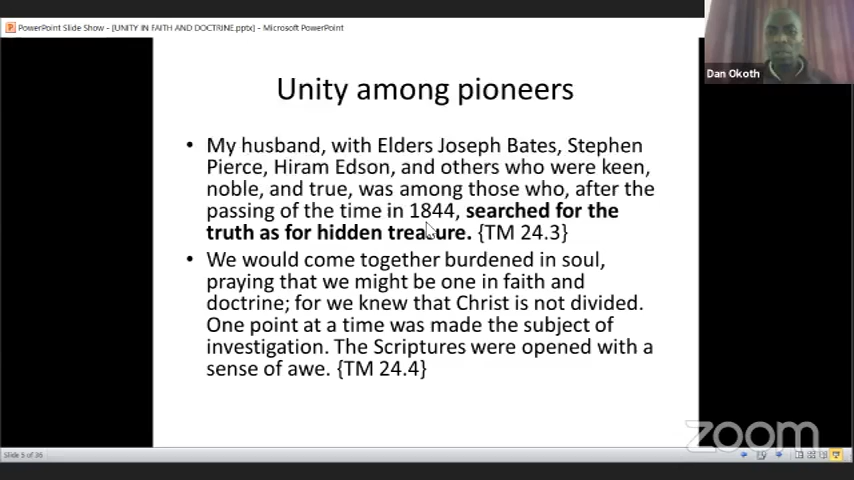 PowerPoint Slide Show - [UNITY IN FAITH AND DOCTRINE.pptx] - Microsoft PowerPoint
Dan Okoth
Unity among pioneers
• My husband, with Elders Joseph Bates, Stephen
Pierce, Hiram Edson, and others who were keen,
noble, and true, was among those who, after the
passing of the time in 1844, searched for the
truth as for hidden treasure. {TM 24.3}
• We would come together burdened in soul,
praying that we might be one in faith and
doctrine; for we knew that Christ is not divided.
One point at a time was made the subject of
investigation. The Scriptures were opened with a
sense of awe. {TM 24.4}
zoom
Slide 5 of 36